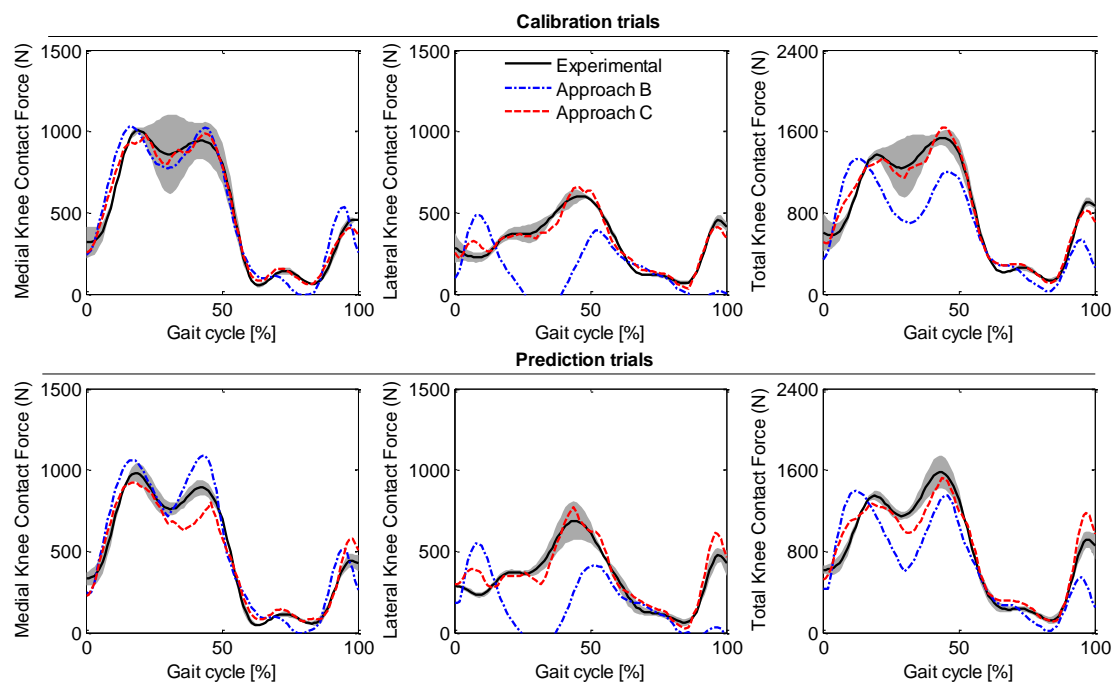 Calibration trials
Medial Knee Contact Force (N)
1500
1000
500
0
0
50
100
Gait cycle [%]
Lateral Knee Contact Force (N)
1500
1000
500
0
Experimental
Approach B
Approach C
0
50
100
Gait cycle [%]
Total Knee Contact Force (N)
2400
1600
800
0
0
50
100
Gait cycle [%]
Prediction trials
Medial Knee Contact Force (N)
1500
1000
500
0
0
50
100
Gait cycle [%]
Lateral Knee Contact Force (N)
1500
1000
500
0
0
50
100
Gait cycle [%]
Total Knee Contact Force (N)
2400
1600
800
0
0
50
100
Gait cycle [%]